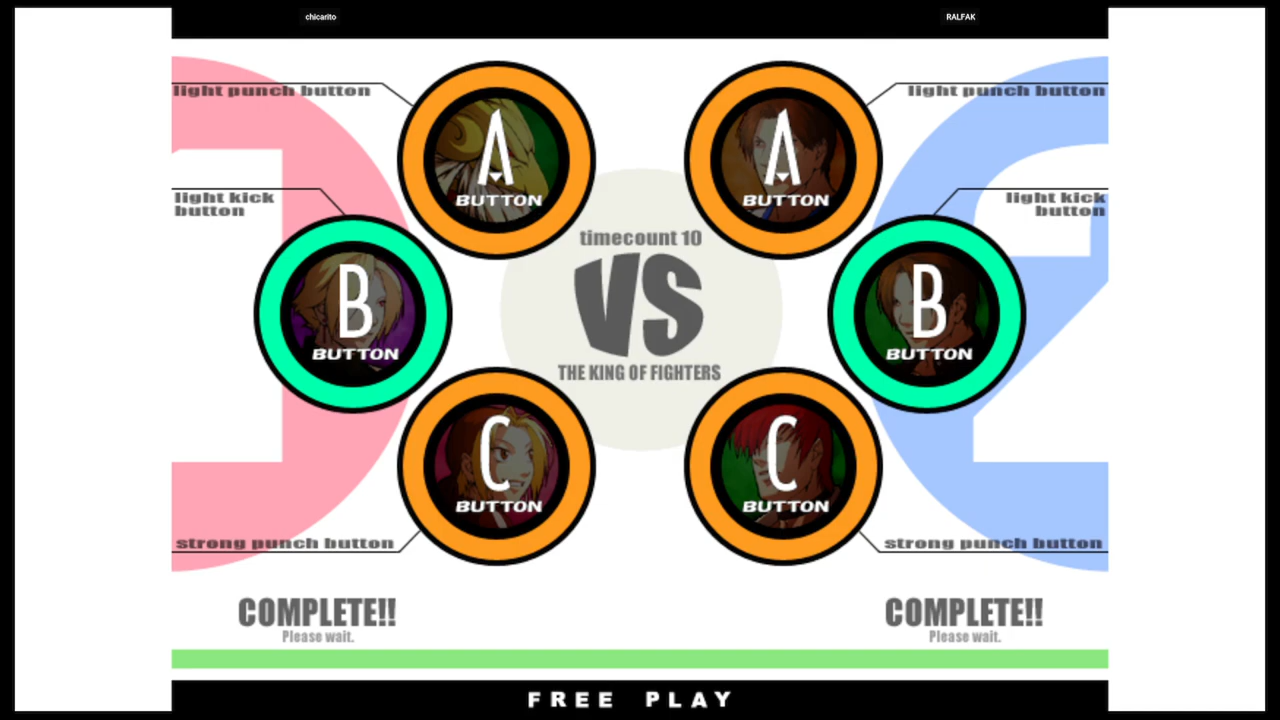 chicarito
RALFAK
light punch button
light punch button
A
BUTTON
A
BUTTON
light kick
button
light kick
button
timecount 10
VS
THE KING OF FIGHTERS
B
BUTTON
B
BUTTON
C
BUTTON
C
BUTTON
strong punch button
strong punch button
COMPLETE!!
Please wait.
COMPLETE!!
Please wait.
FREE PLAY
1
2